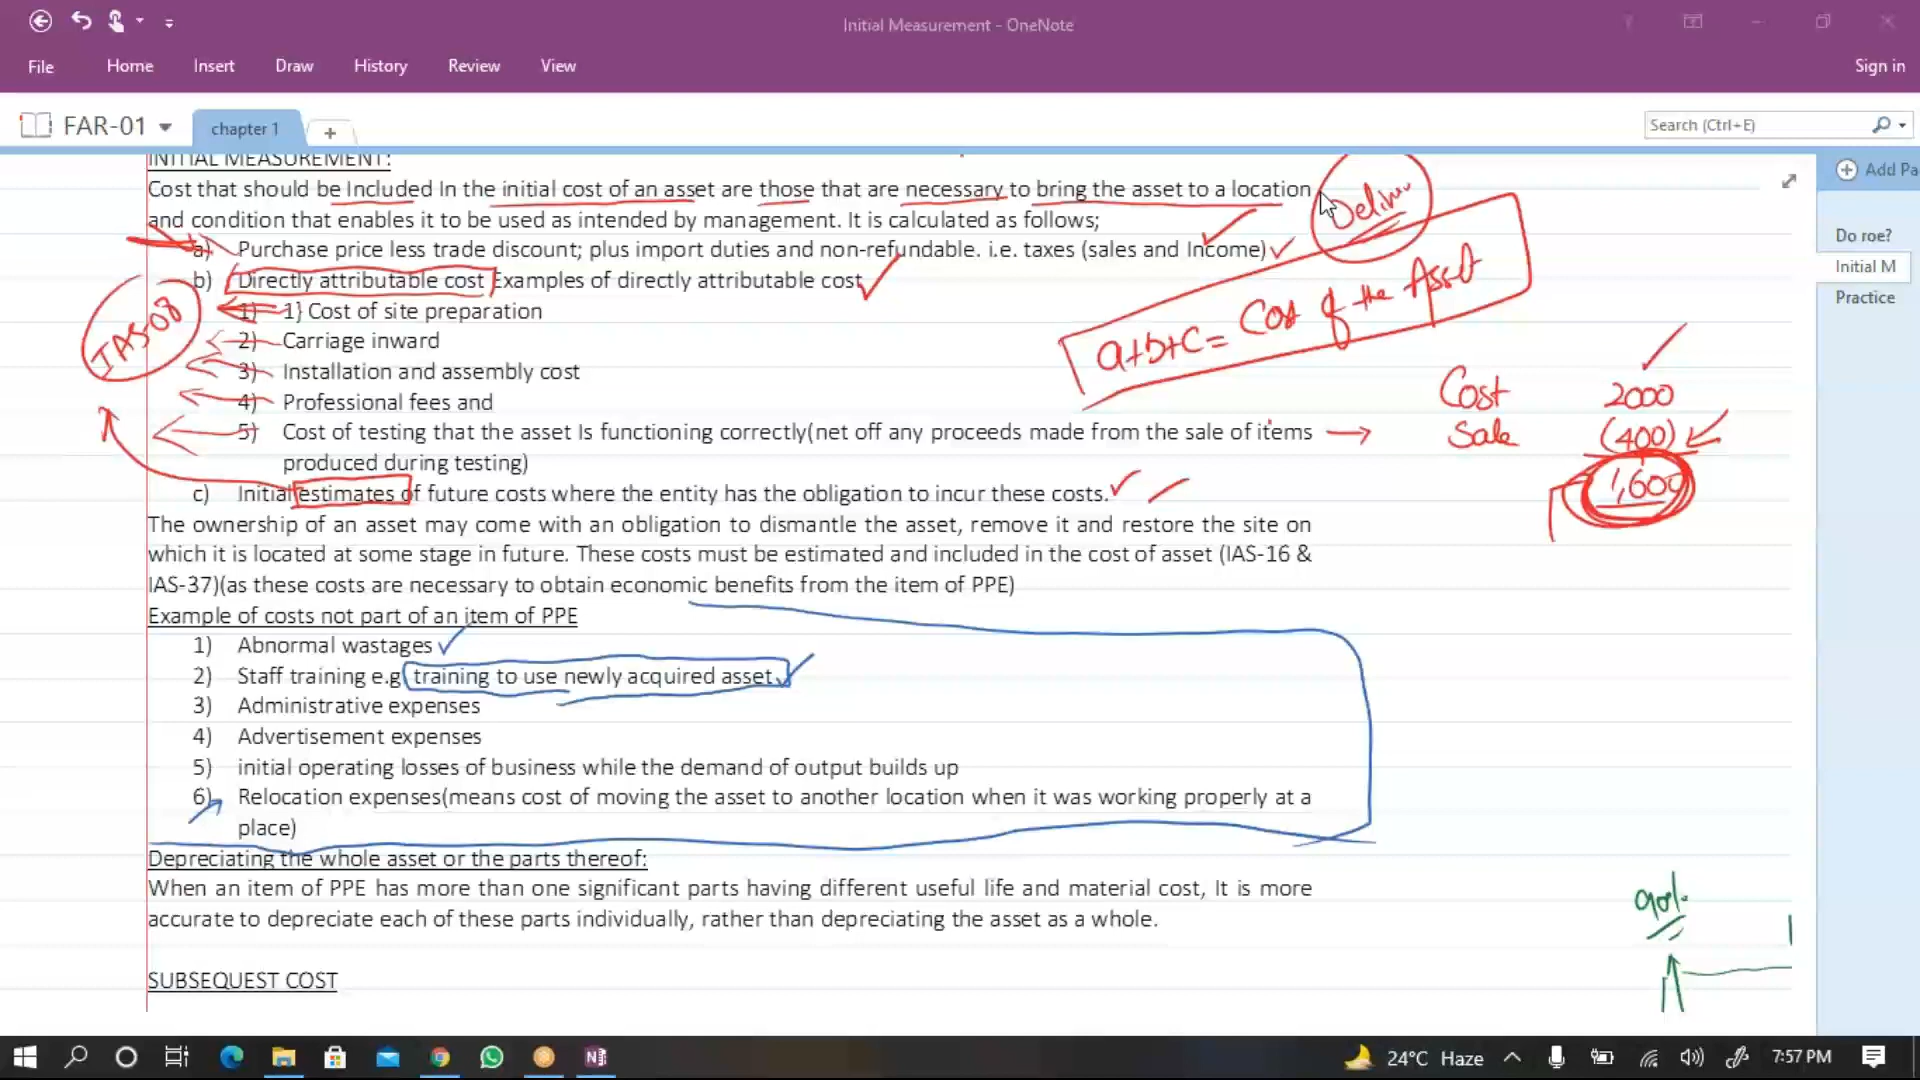 Initial Measurement - OneNote
File Home Insert Draw History Review View Sign in
FAR-01 chapter 1 Search (Ctrl+E)
Add Pa
Do roe?
Initial M
Practice
INITIAL MEASUREMENT:
Cost that should be Included In the initial cost of an asset are those that are necessary to bring the asset to a location
and condition that enables it to be used as intended by management. It is calculated as follows;
a) Purchase price less trade discount; plus import duties and non-refundable. i.e. taxes (sales and Income)
b) Directly attributable cost Examples of directly attributable cost
1) 1} Cost of site preparation
2) Carriage inward
3) Installation and assembly cost
4) Professional fees and
5) Cost of testing that the asset Is functioning correctly(net off any proceeds made from the sale of items
produced during testing)
c) Initial estimates of future costs where the entity has the obligation to incur these costs.
The ownership of an asset may come with an obligation to dismantle the asset, remove it and restore the site on
which it is located at some stage in future. These costs must be estimated and included in the cost of asset (IAS-16 &
IAS-37)(as these costs are necessary to obtain economic benefits from the item of PPE)
Example of costs not part of an item of PPE
1) Abnormal wastages
2) Staff training e.g training to use newly acquired asset
3) Administrative expenses
4) Advertisement expenses
5) initial operating losses of business while the demand of output builds up
6) Relocation expenses(means cost of moving the asset to another location when it was working properly at a
place)
Depreciating the whole asset or the parts thereof:
When an item of PPE has more than one significant parts having different useful life and material cost, It is more
accurate to depreciate each of these parts individually, rather than depreciating the asset as a whole.
SUBSEQUEST COST
IAS-08
a+b+c = Cost of the Asset
Cost 2000
Sale (400)
1,600
24°C Haze 7:57 PM